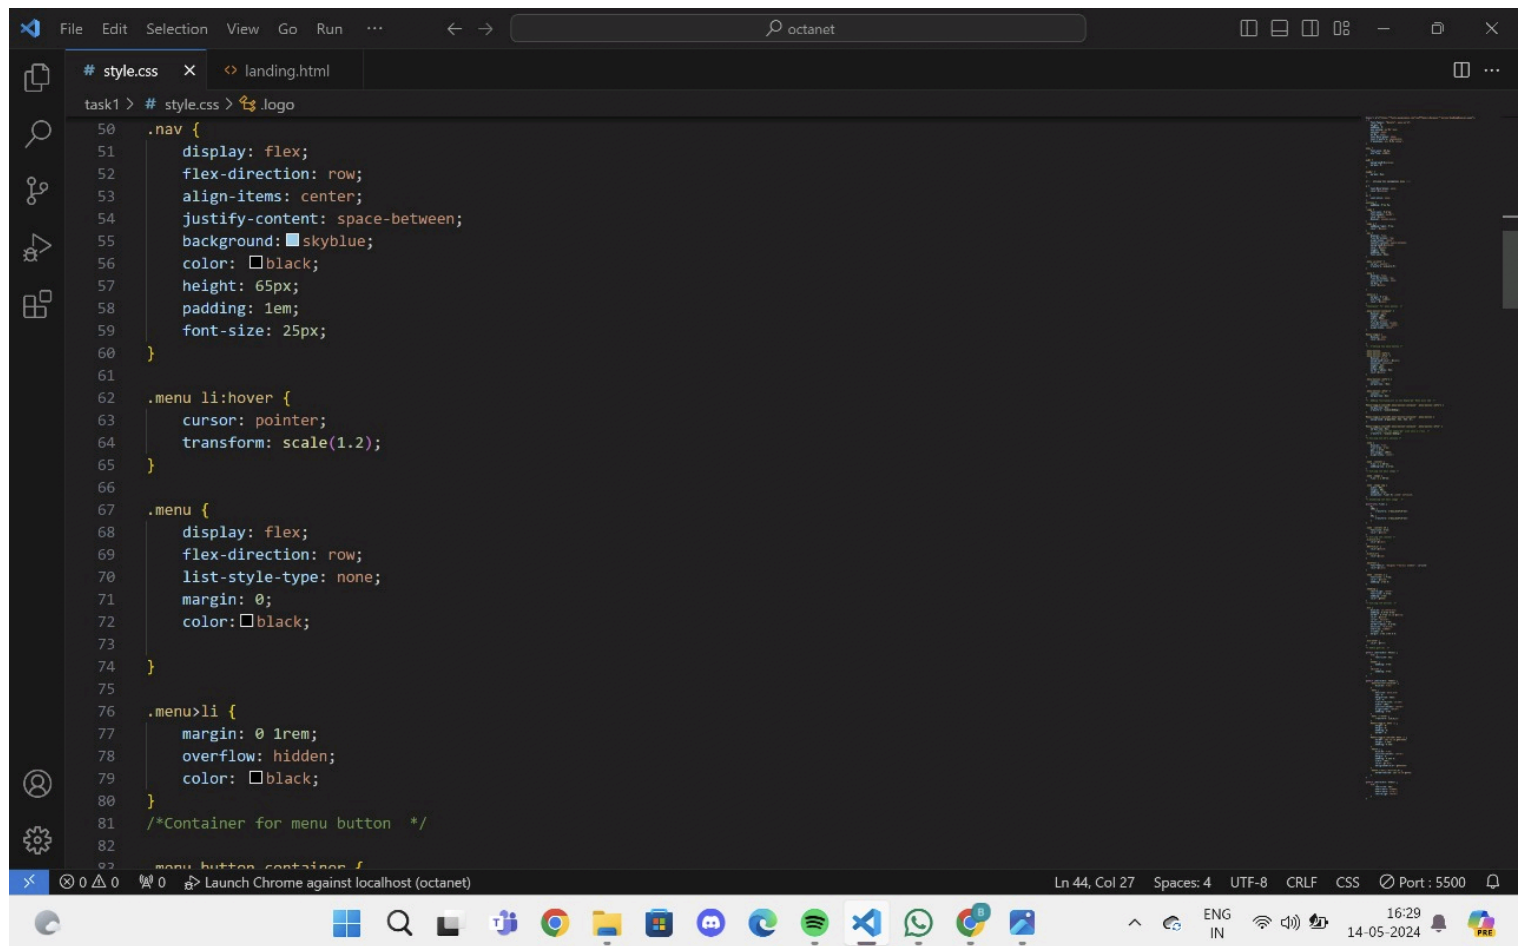 File Edit Selection View Go Run ··· ← → octanet
# style.css × <> landing.html ···
task1 > # style.css > .logo
50 .nav {
51 display: flex;
52 flex-direction: row;
53 align-items: center;
54 justify-content: space-between;
55 background: skyblue;
56 color: black;
57 height: 65px;
58 padding: 1em;
59 font-size: 25px;
60 }
61
62 .menu li:hover {
63 cursor: pointer;
64 transform: scale(1.2);
65 }
66
67 .menu {
68 display: flex;
69 flex-direction: row;
70 list-style-type: none;
71 margin: 0;
72 color: black;
73
74 }
75
76 .menu>li {
77 margin: 0 1rem;
78 overflow: hidden;
79 color: black;
80 }
81 /*Container for menu button  */
82
83 .menu-button-container {
0 0 0 Launch Chrome against localhost (octanet) Ln 44, Col 27 Spaces: 4 UTF-8 CRLF CSS Port : 5500
ENG
IN
16:29
14-05-2024
B
PRE